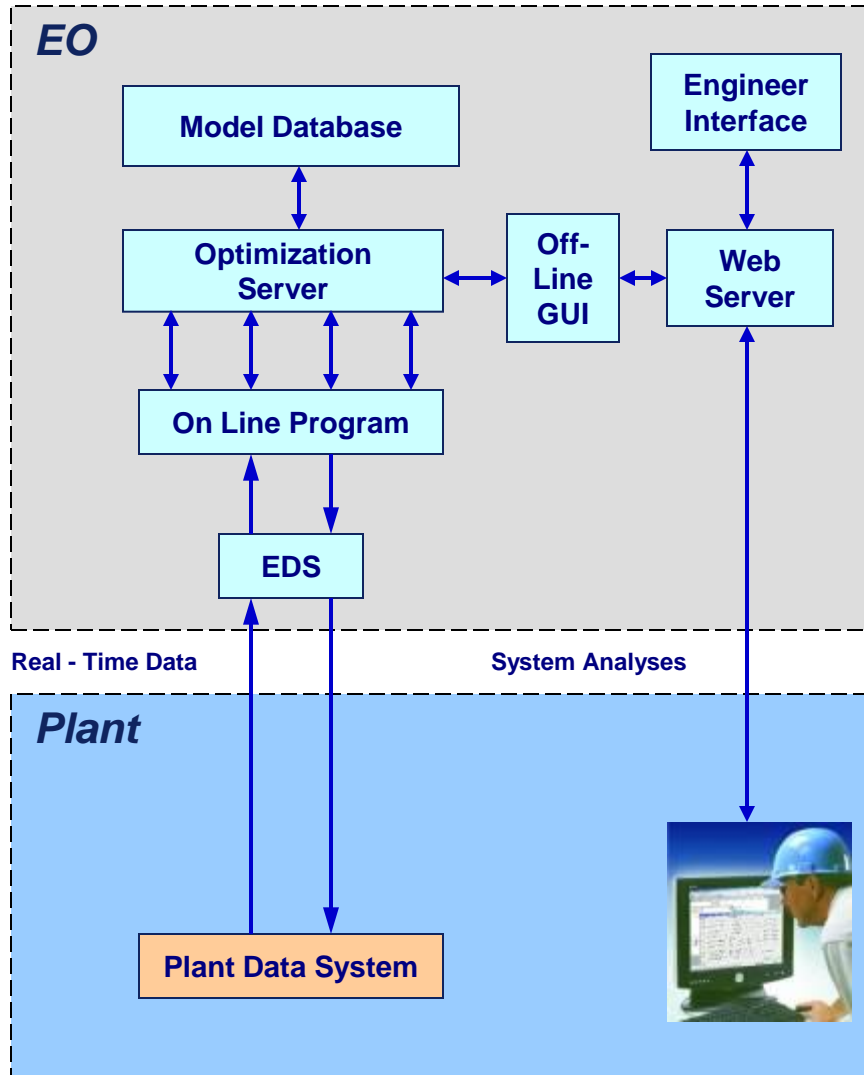 EO
Model Database
Engineer
Interface
Optimization
Server
Off-
Line
GUI
Web
Server
On Line Program
EDS
Real - Time Data
System Analyses
Plant
Plant Data System